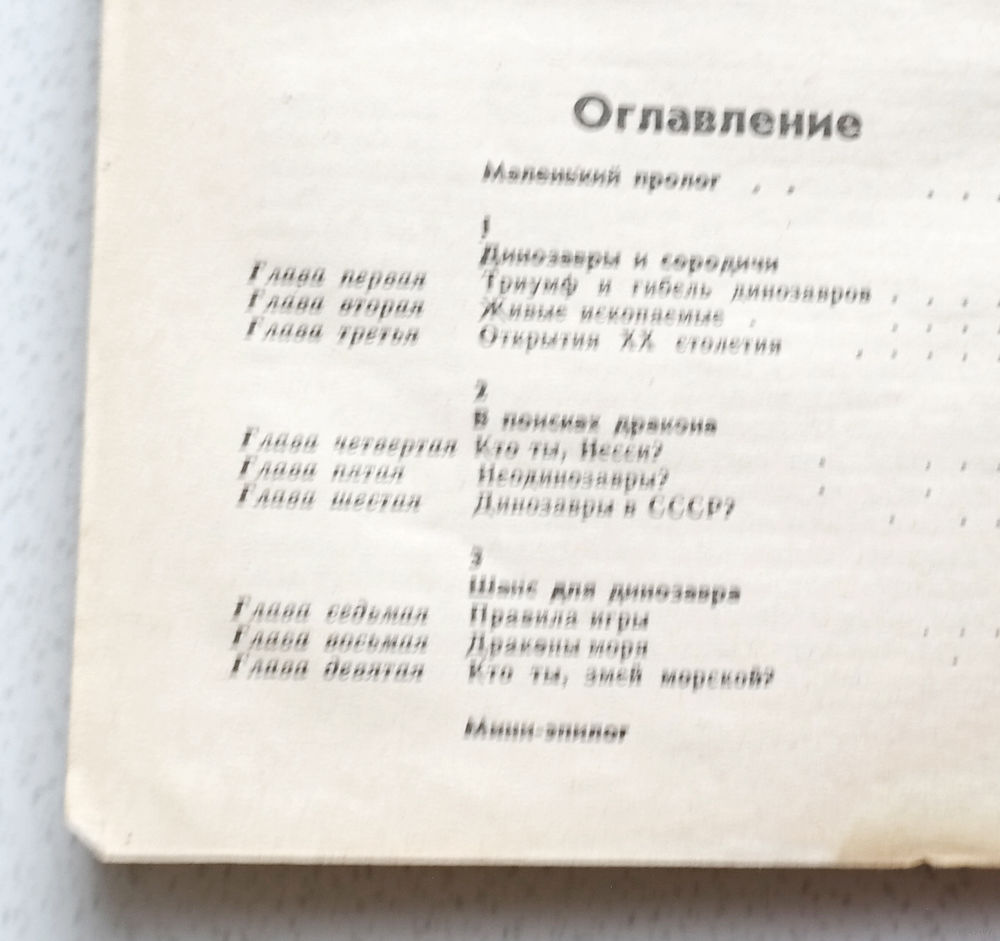 Оглавление
Маленький пролог
1
Динозавры и сородичи
Глава первая Триумф и гибель динозавров
Глава вторая Живые ископаемые
Глава третья Открытия XX столетия
2
В поисках дракона
Глава четвертая Кто ты, Несси?
Глава пятая Неодинозавры?
Глава шестая Динозавры в СССР?
3
Шанс для динозавра
Глава седьмая Правила игры
Глава восьмая Драконы моря
Глава девятая Кто ты, змей морской?
Мини-эпилог